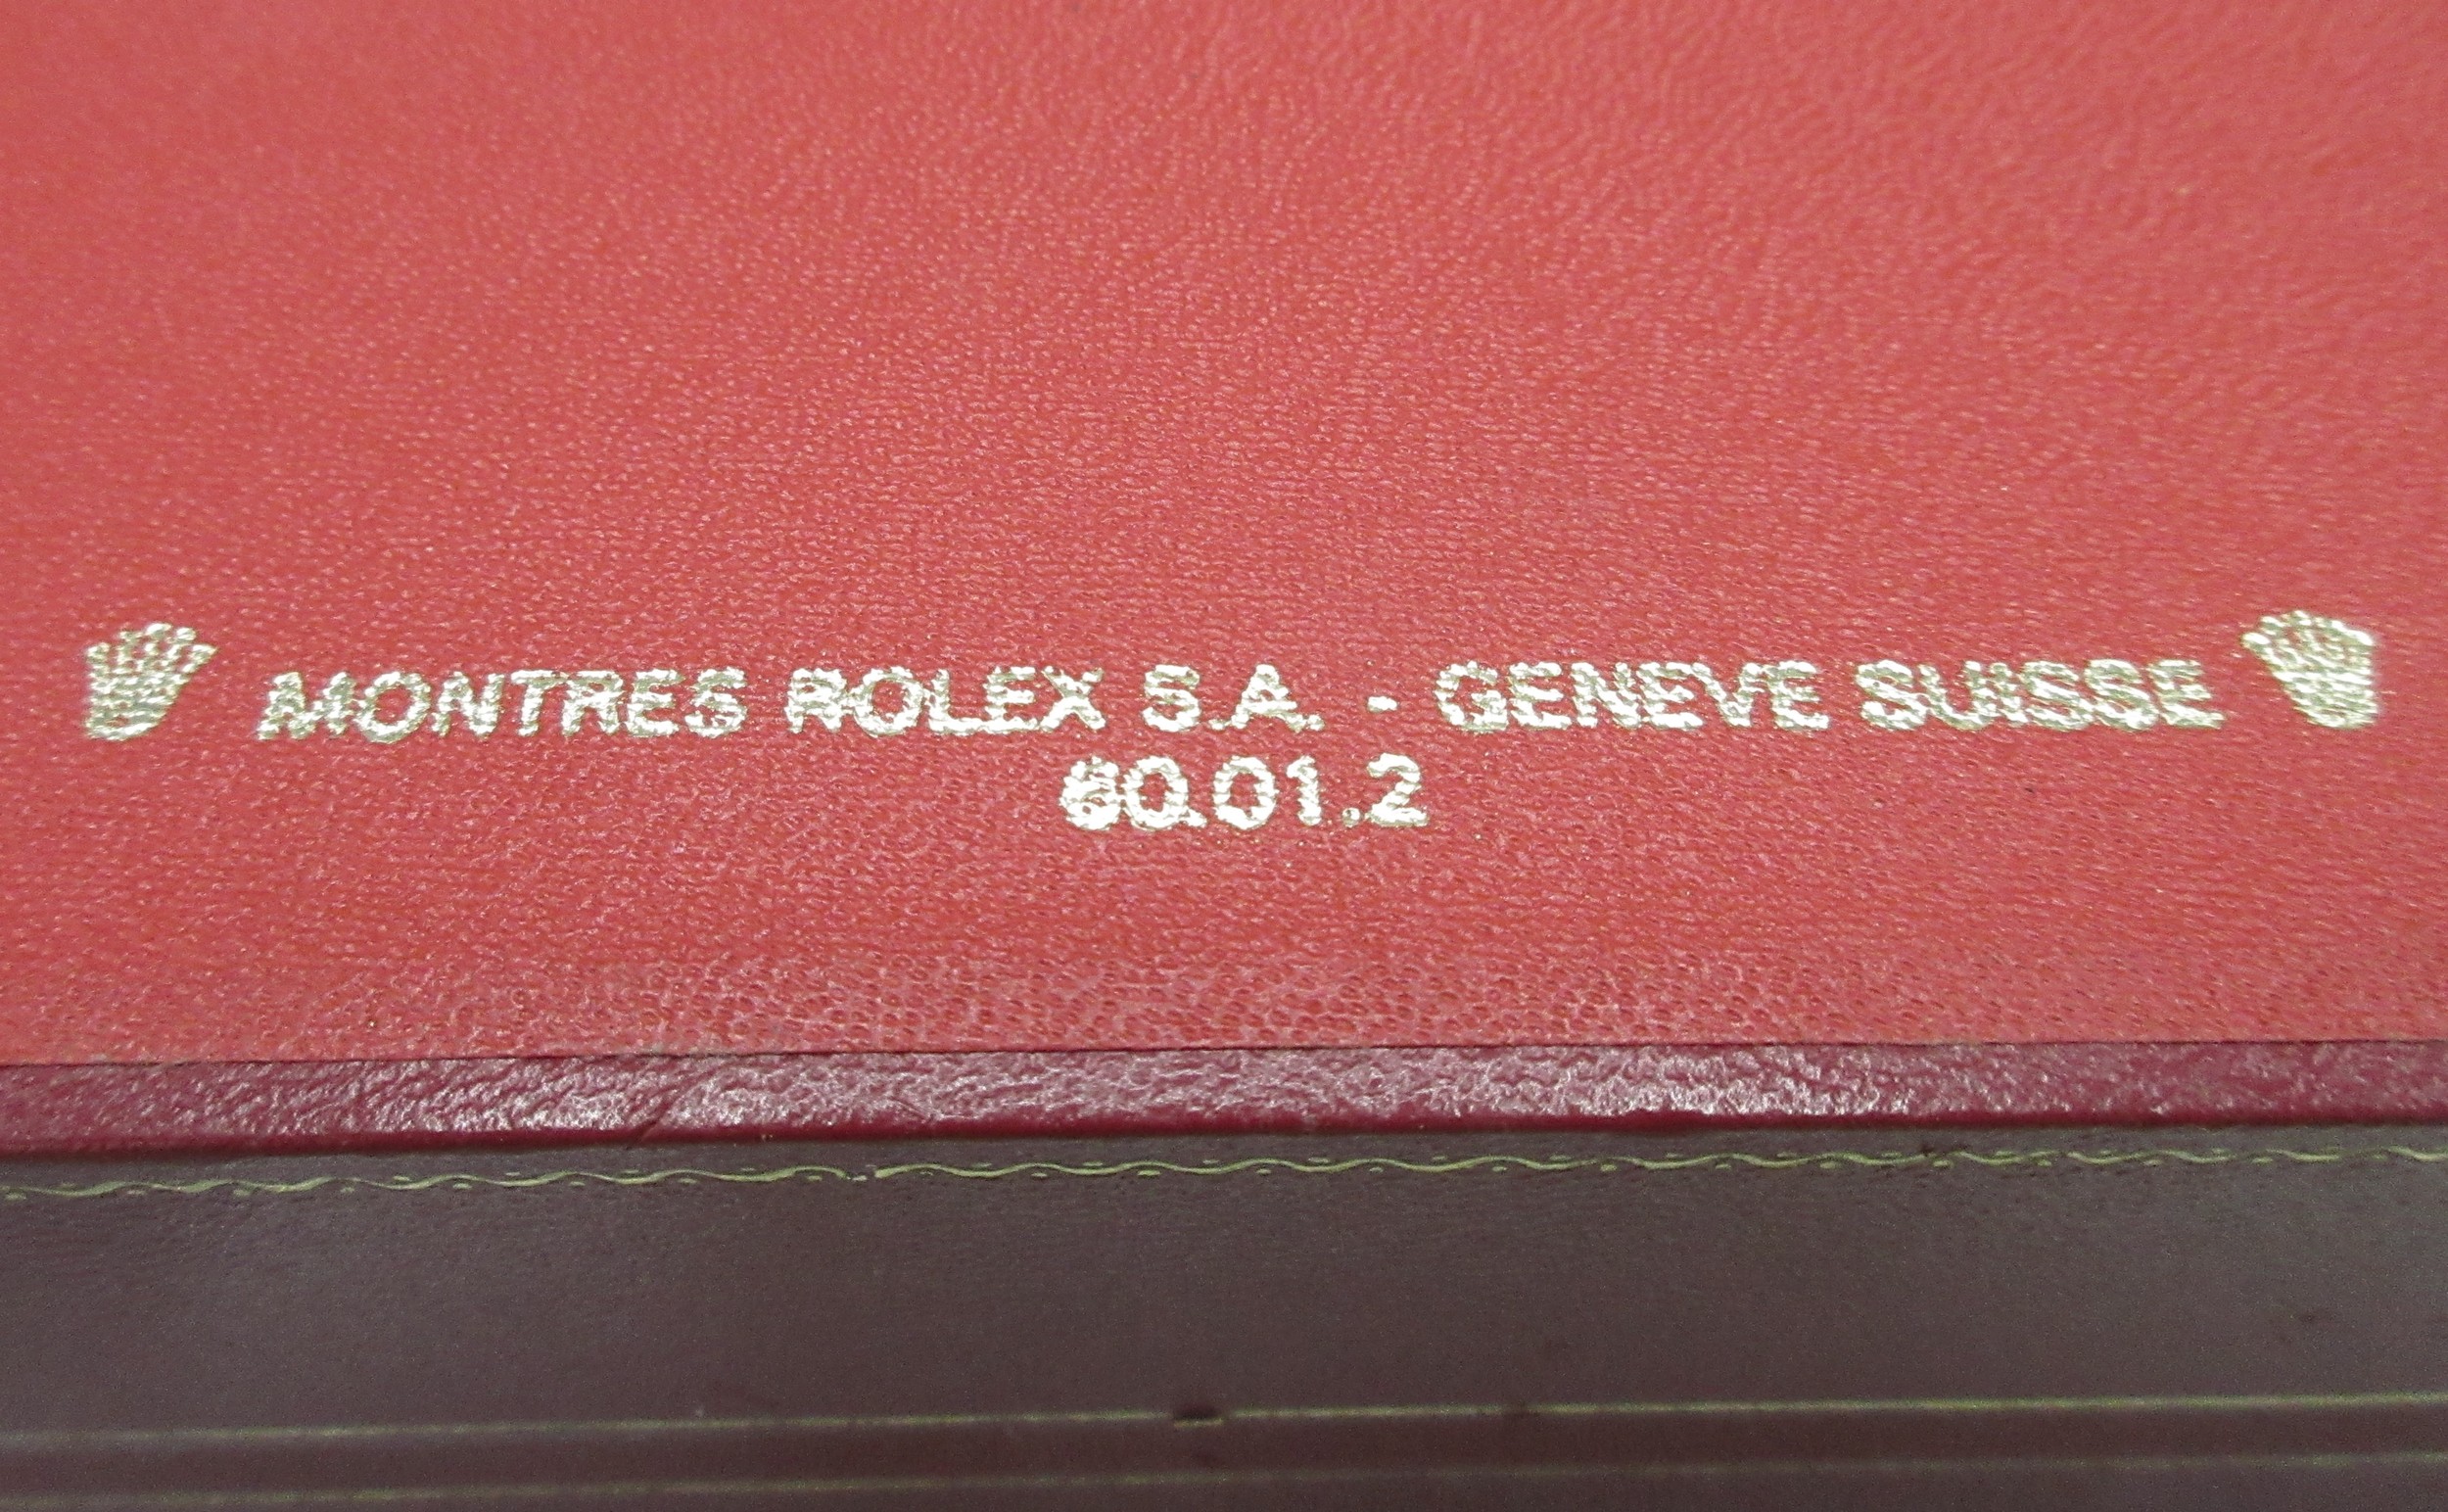 MONTRES ROLEX S.A. - GENEVE SUISSE
60.01.2